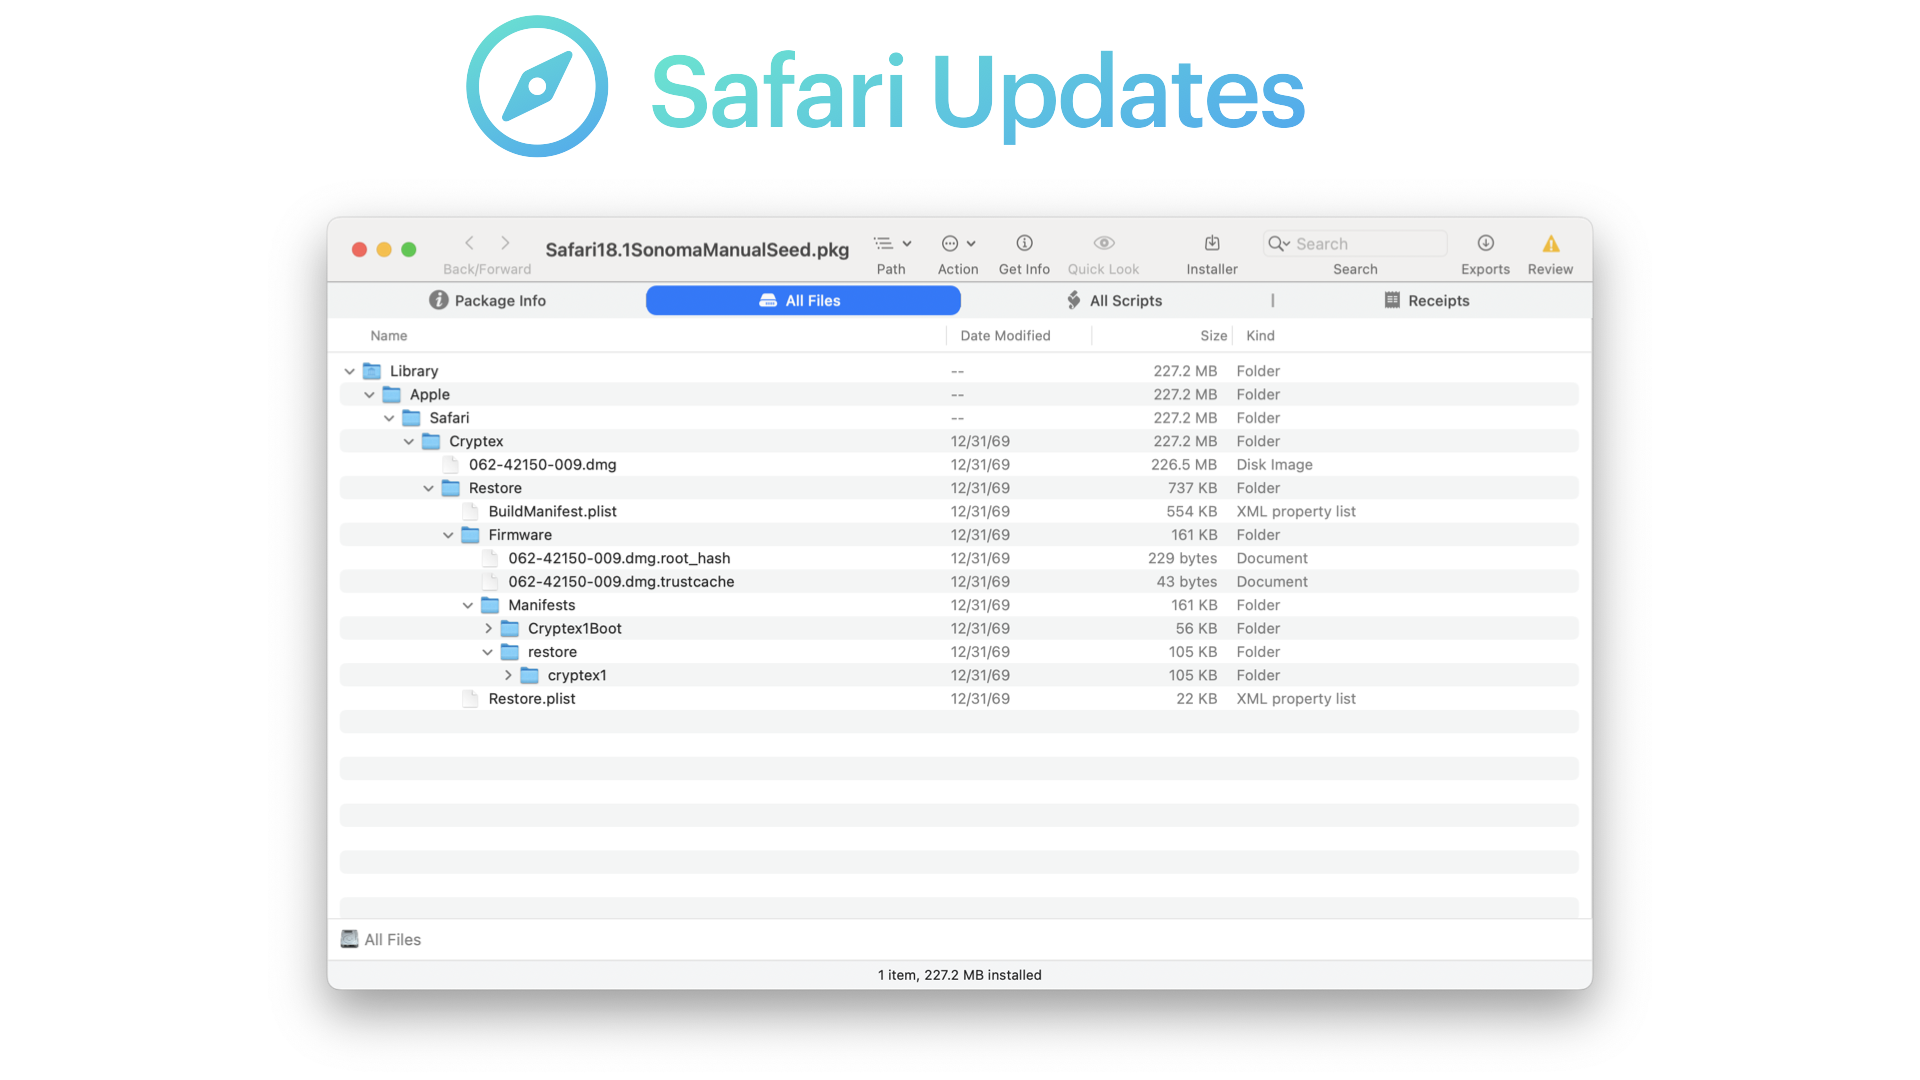 Safari Updates
Safari18.1SonomaManualSeed.pkg
Back/Forward
Path
Action
Get Info
Quick Look
Installer
Search
Search
Exports
Review
Package Info
All Files
All Scripts
Receipts
Name Date Modified Size Kind
Library -- 227.2 MB Folder
Apple -- 227.2 MB Folder
Safari -- 227.2 MB Folder
Cryptex 12/31/69 227.2 MB Folder
062-42150-009.dmg 12/31/69 226.5 MB Disk Image
Restore 12/31/69 737 KB Folder
BuildManifest.plist 12/31/69 554 KB XML property list
Firmware 12/31/69 161 KB Folder
062-42150-009.dmg.root_hash 12/31/69 229 bytes Document
062-42150-009.dmg.trustcache 12/31/69 43 bytes Document
Manifests 12/31/69 161 KB Folder
Cryptex1Boot 12/31/69 56 KB Folder
restore 12/31/69 105 KB Folder
cryptex1 12/31/69 105 KB Folder
Restore.plist 12/31/69 22 KB XML property list
All Files
1 item, 227.2 MB installed